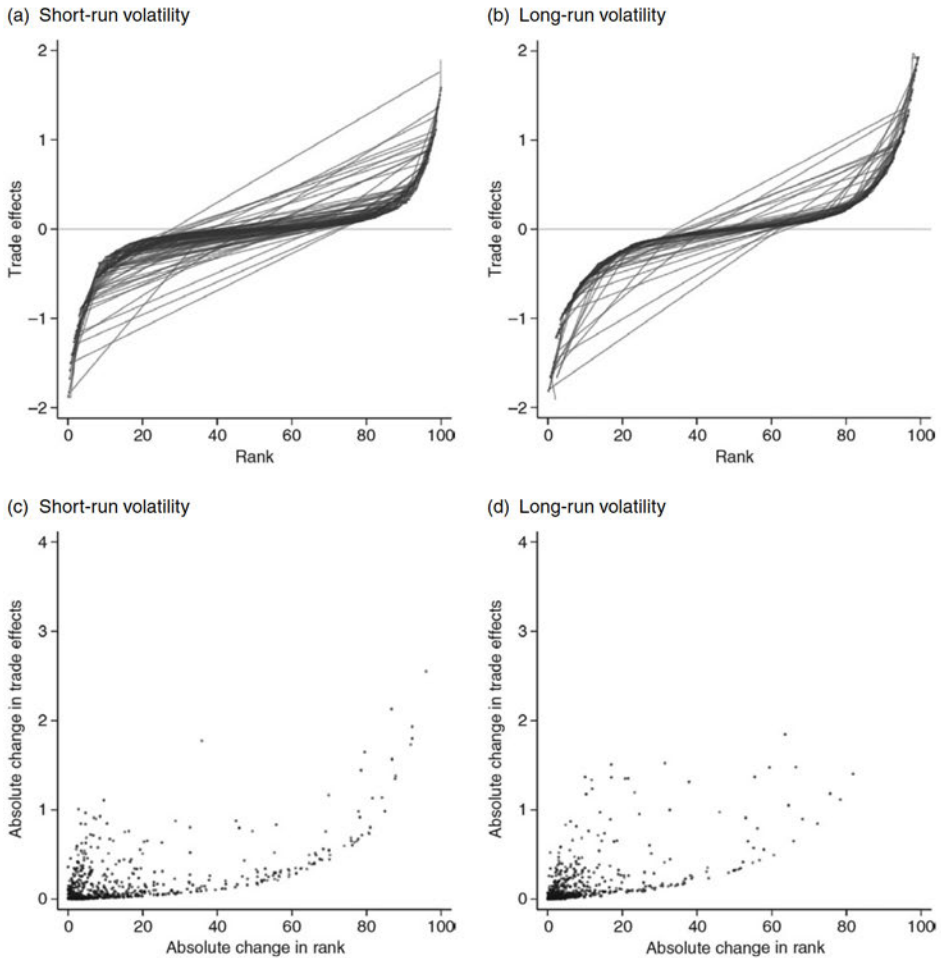 (a) Short-run volatility
(b) Long-run volatility
2
1
0
−1
−2
Trade effects
0 20 40 60 80 100
Rank
2
1
0
−1
−2
Trade effects
0 20 40 60 80 100
Rank
(c) Short-run volatility
(d) Long-run volatility
4
3
2
1
0
Absolute change in trade effects
0 20 40 60 80 100
Absolute change in rank
4
3
2
1
0
Absolute change in trade effects
0 20 40 60 80 100
Absolute change in rank